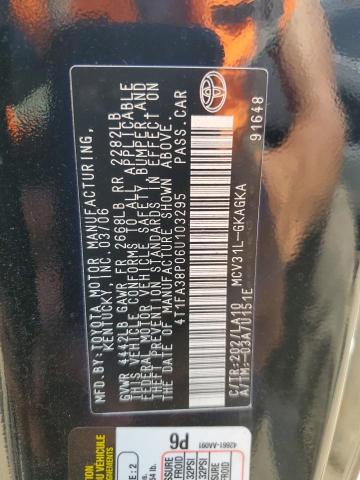 MFD.BY:TOYOTA MOTOR MANUFACTURING,
KENTUCKY, INC. 03/06
GVWR 4442LB GAWR FR 2668LB RR 2282LB
THIS VEHICLE CONFORMS TO ALL APPLICABLE
FEDERAL MOTOR VEHICLE SAFETY BUMPER, AND
THEFT PREVENTION STANDARDS IN EFFECT ON
THE DATE OF MANUFACTURE SHOWN ABOVE.
4T1FA38P06U103295 PASS.CAR
MCV31L-GKAGKA
C/TR:202/LA10
A/TM:-03A/U151E 91648
P6
42661-AA091